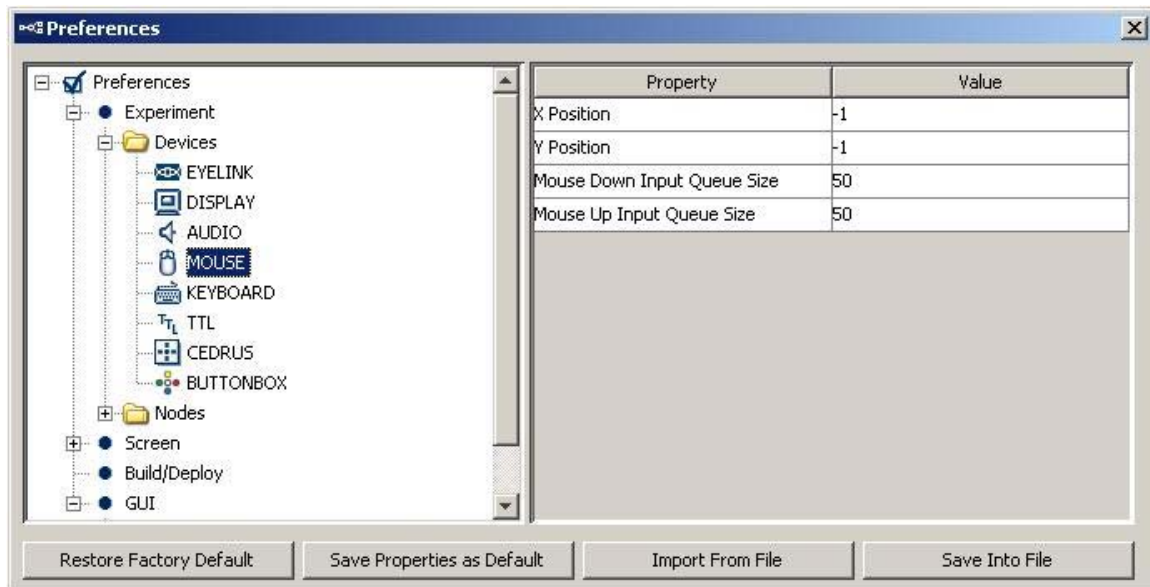 Preferences
Preferences
Experiment
Devices
EYELINK
DISPLAY
AUDIO
MOUSE
KEYBOARD
TTL TTL
CEDRUS
BUTTONBOX
Nodes
Screen
Build/Deploy
GUI
Property Value
X Position -1
Y Position -1
Mouse Down Input Queue Size 50
Mouse Up Input Queue Size 50
Restore Factory Default Save Properties as Default Import From File Save Into File